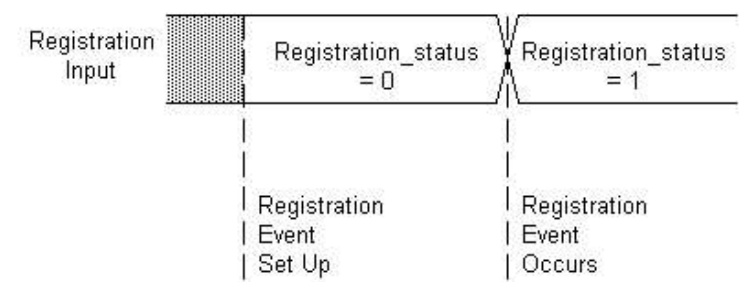 Registration
Input
Registration_status
= 0
Registration_status
= 1
Registration
Event
Set Up
Registration
Event
Occurs